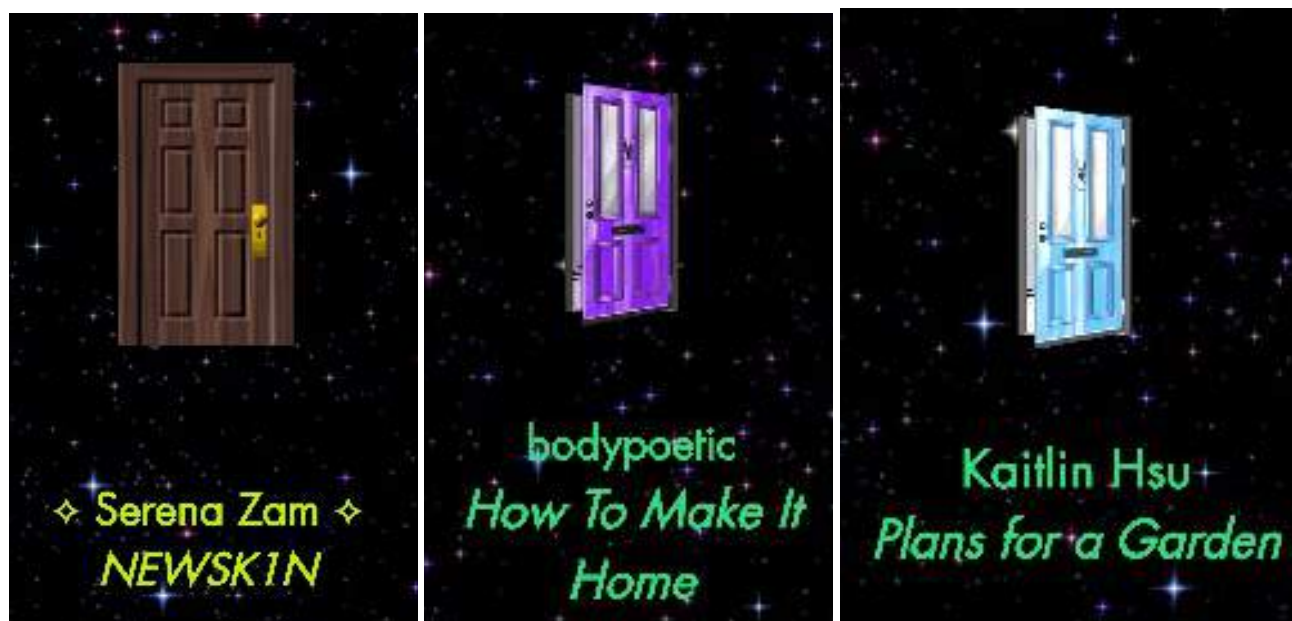 ✧ Serena Zam ✧
NEWSK1N
bodypoetic
How To Make It
Home
Kaitlin Hsu
Plans for a Garden